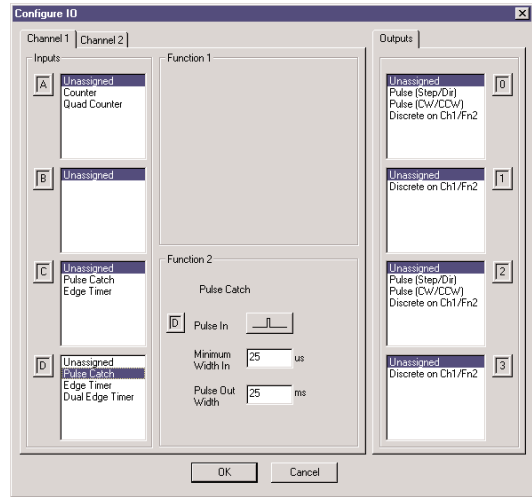 Configure IO
Channel 1 Channel 2
Inputs
A
Unassigned
Counter
Quad Counter
B
Unassigned
C
Unassigned
Pulse Catch
Edge Timer
D
Unassigned
Pulse Catch
Edge Timer
Dual Edge Timer
Function 1
Function 2
Pulse Catch
D Pulse In
Minimum
Width In 25 us
Pulse Out
Width 25 ms
Outputs
Unassigned
Pulse (Step/Dir)
Pulse (CW/CCW)
Discrete on Ch1/Fn2
0
Unassigned
Discrete on Ch1/Fn2
1
Unassigned
Pulse (Step/Dir)
Pulse (CW/CCW)
Discrete on Ch1/Fn2
2
Unassigned
Discrete on Ch1/Fn2
3
OK Cancel